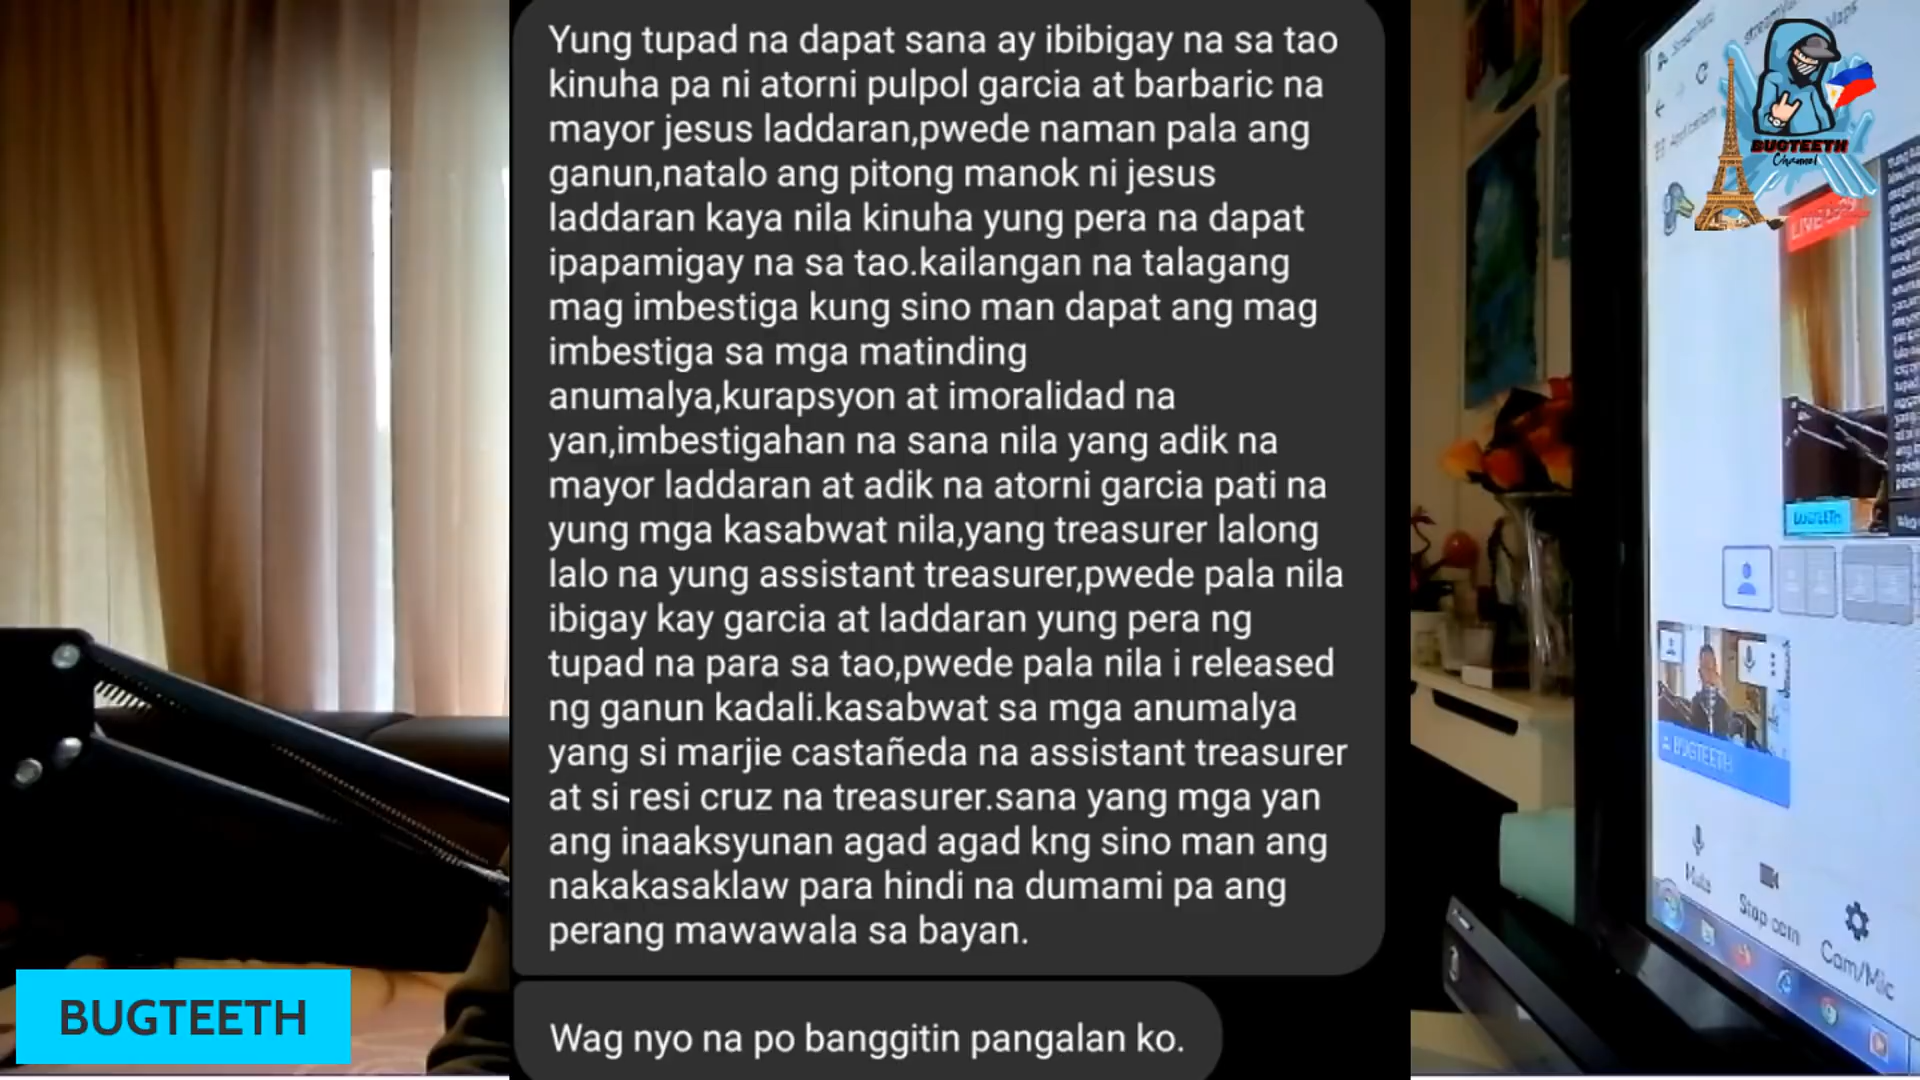 Yung tupad na dapat sana ay ibibigay na sa tao
kinuha pa ni atorni pulpol garcia at barbaric na
mayor jesus laddaran,pwede naman pala ang
ganun,natalo ang pitong manok ni jesus
laddaran kaya nila kinuha yung pera na dapat
ipapamigay na sa tao.kailangan na talagang
mag imbestiga kung sino man dapat ang mag
imbestiga sa mga matinding
anumalya,kurapsyon at imoralidad na
yan,imbestigahan na sana nila yang adik na
mayor laddaran at adik na atorni garcia pati na
yung mga kasabwat nila,yang treasurer lalong
lalo na yung assistant treasurer,pwede pala nila
ibigay kay garcia at laddaran yung pera ng
tupad na para sa tao,pwede pala nila i released
ng ganun kadali.kasabwat sa mga anumalya
yang si marjie castañeda na assistant treasurer
at si resi cruz na treasurer.sana yang mga yan
ang inaaksyunan agad agad kng sino man ang
nakakasaklaw para hindi na dumami pa ang
perang mawawala sa bayan.
Wag nyo na po banggitin pangalan ko.
BUGTEETH
BUGTEETH
Channel
BUGTEETH
BUGTEETH
Mute
Stop cam
Cam/Mic